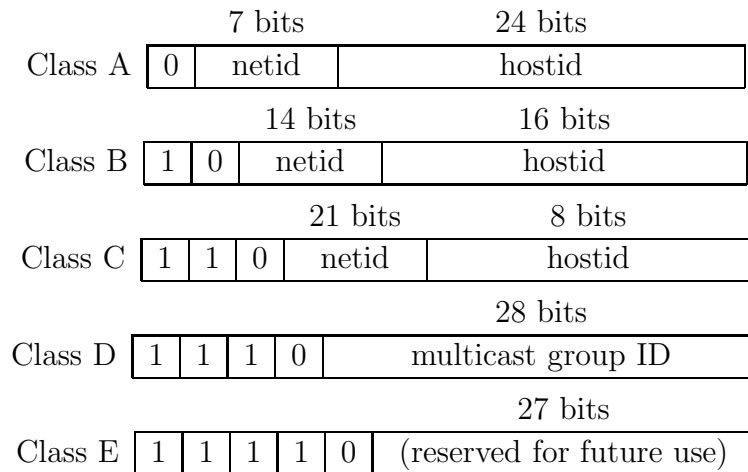 7 bits 24 bits
Class A 0 netid hostid
14 bits 16 bits
Class B 1 0 netid hostid
21 bits 8 bits
Class C 1 1 0 netid hostid
28 bits
Class D 1 1 1 0 multicast group ID
27 bits
Class E 1 1 1 1 0 (reserved for future use)